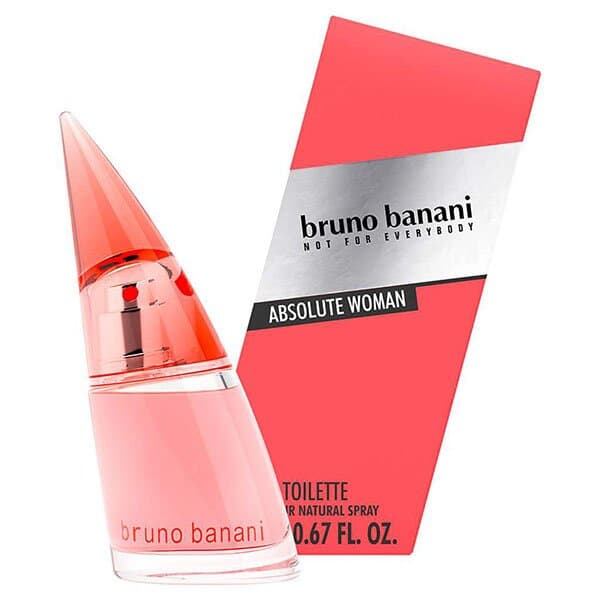 bruno banani
NOT FOR EVERYBODY
ABSOLUTE WOMAN
TOILETTE
NATURAL SPRAY
0.67 FL. OZ.
bruno banani